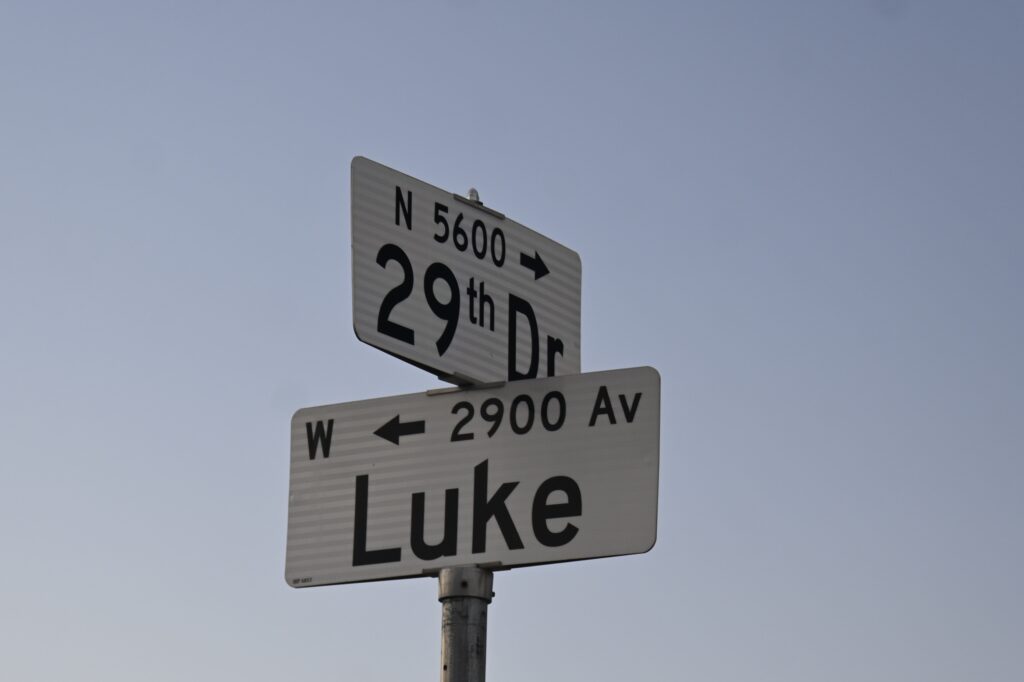 N 5600 →
29th Dr
W ← 2900 Av
Luke